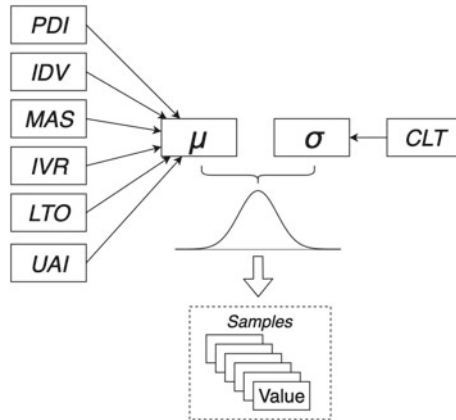 PDI
IDV
MAS
IVR
LTO
UAI
μ
σ
CLT
Samples
Value